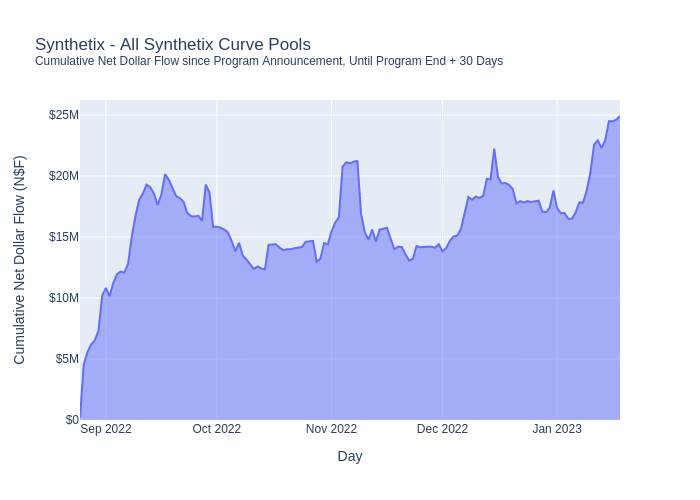 Synthetix - All Synthetix Curve Pools
Cumulative Net Dollar Flow since Program Announcement, Until Program End + 30 Days
Cumulative Net Dollar Flow (N$F)
$25M
$20M
$15M
$10M
$5M
$0
Sep 2022
Oct 2022
Nov 2022
Dec 2022
Jan 2023
Day